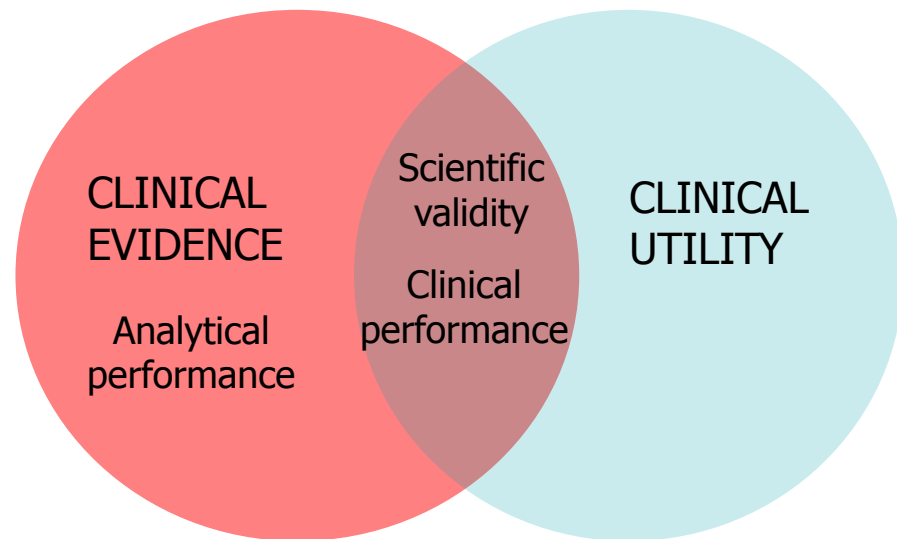 CLINICAL
EVIDENCE
Analytical
performance
Scientific
validity
Clinical
performance
CLINICAL
UTILITY